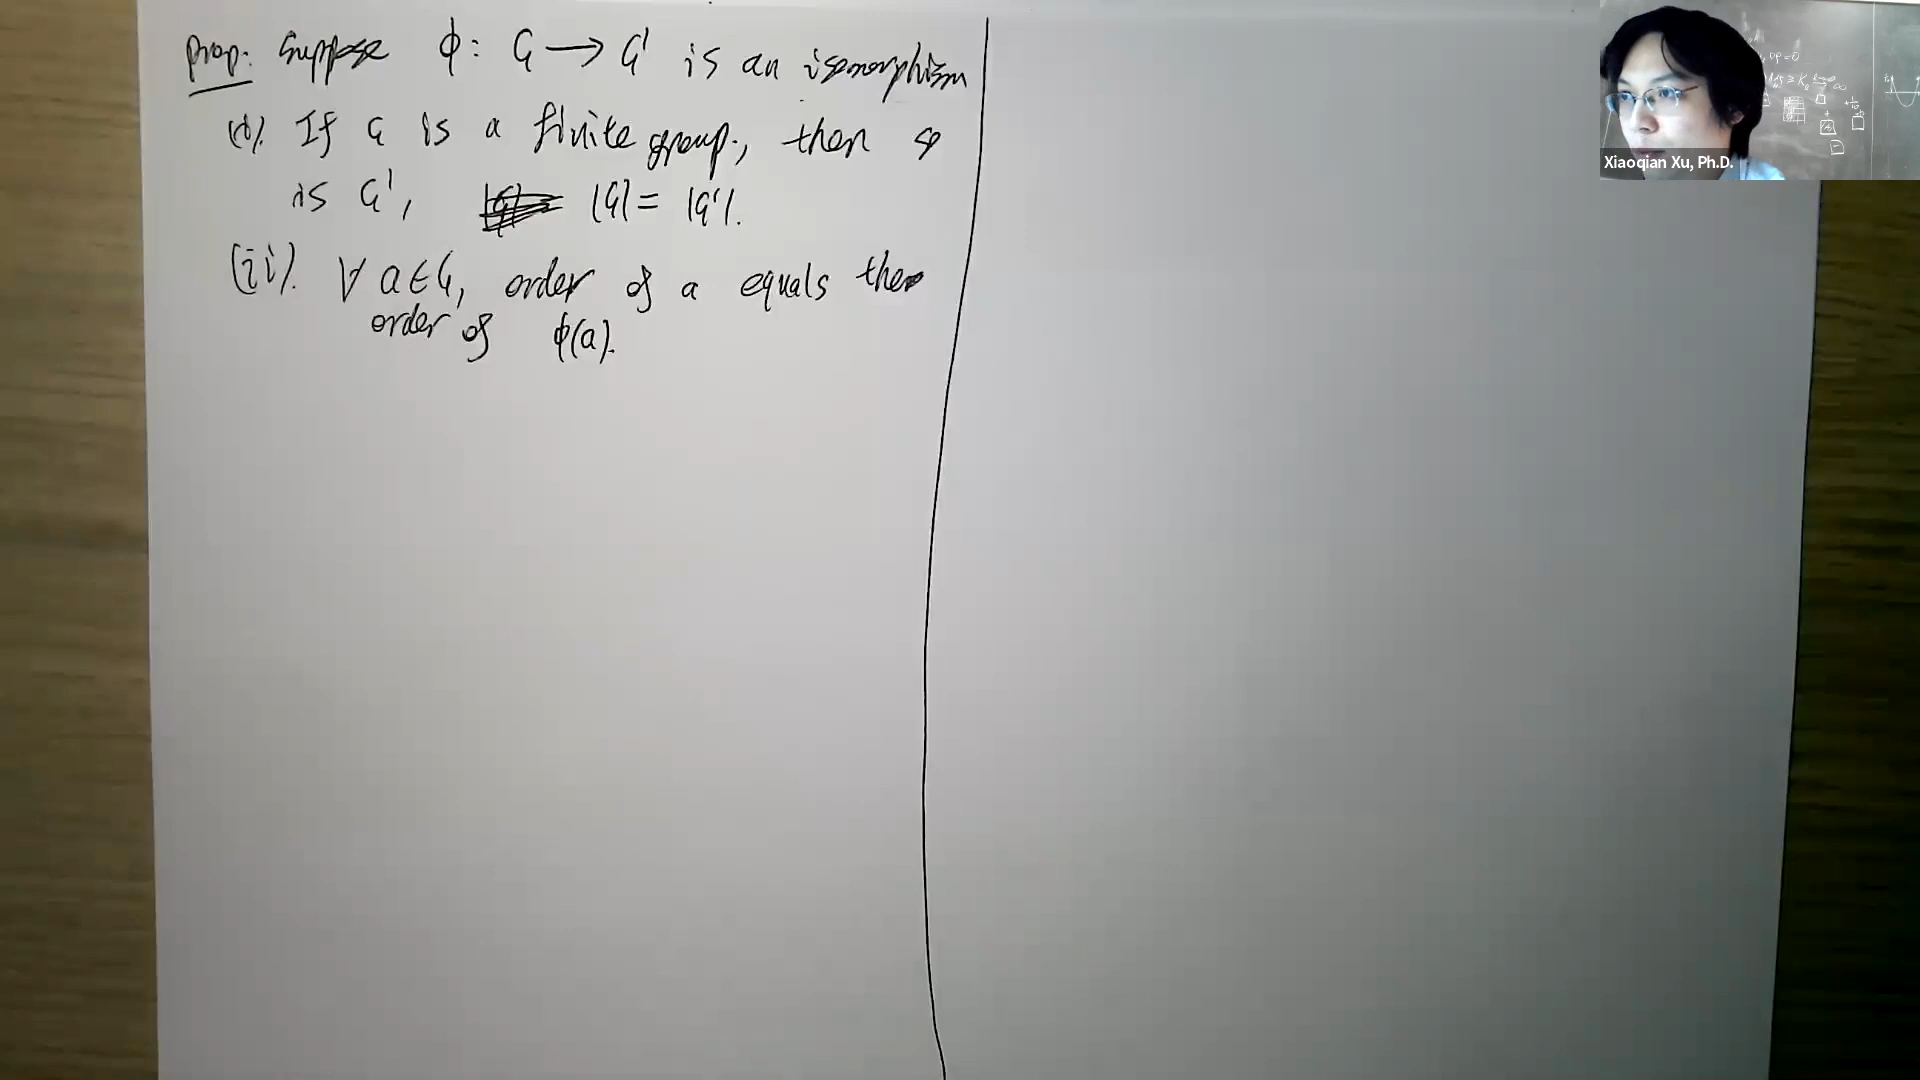 Prop: Suppose ϕ: G → G' is an isomorphism
(i). If G is a finite group, then so
is G', |G| = |G'|.
(ii). ∀ a∈G, order of a equals the
order of ϕ(a).
Xiaoqian Xu, Ph.D.